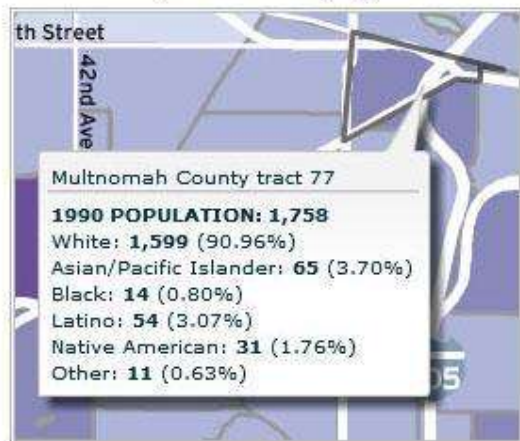 th Street
42nd Ave
Multnomah County tract 77
1990 POPULATION: 1,758
White: 1,599 (90.96%)
Asian/Pacific Islander: 65 (3.70%)
Black: 14 (0.80%)
Latino: 54 (3.07%)
Native American: 31 (1.76%)
Other: 11 (0.63%)
05